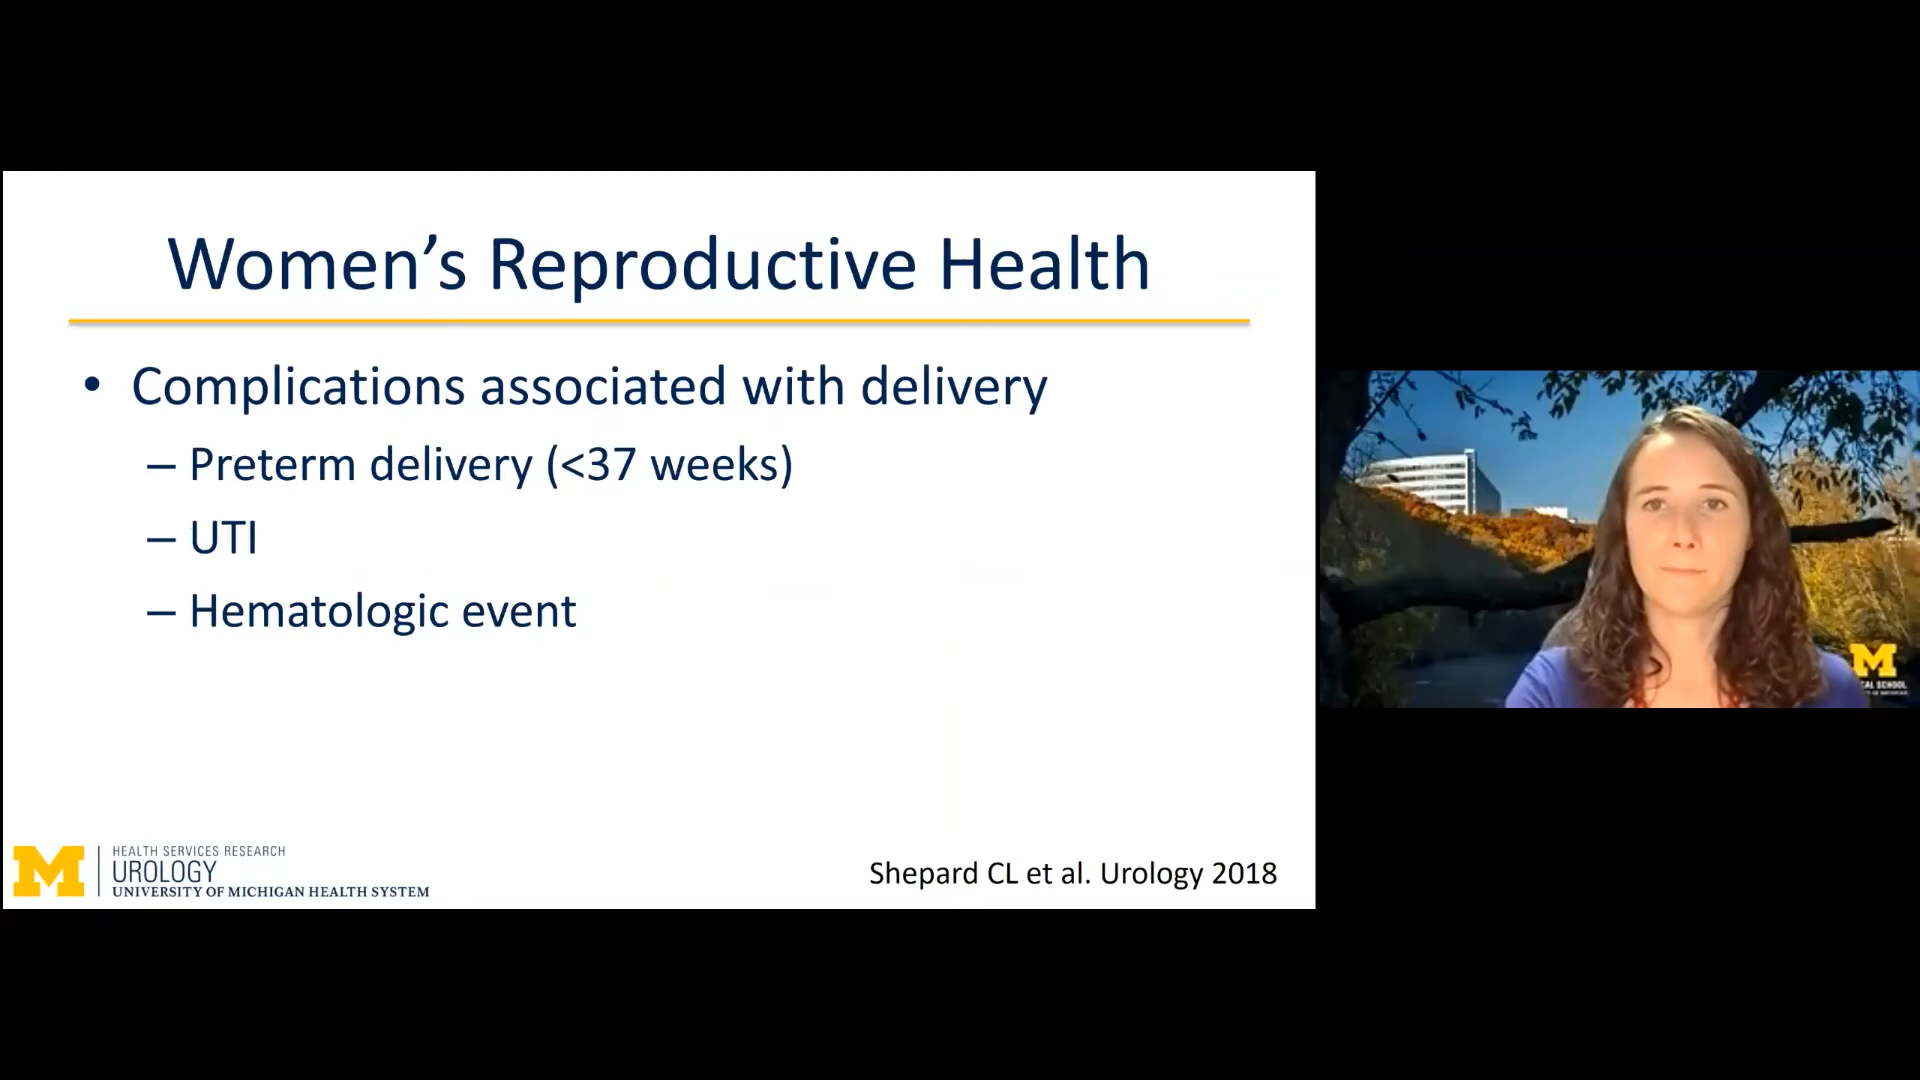 Women’s Reproductive Health
• Complications associated with delivery
– Preterm delivery (<37 weeks)
– UTI
– Hematologic event
M
HEALTH SERVICES RESEARCH
UROLOGY
UNIVERSITY OF MICHIGAN HEALTH SYSTEM
Shepard CL et al. Urology 2018
M
SCHOOL